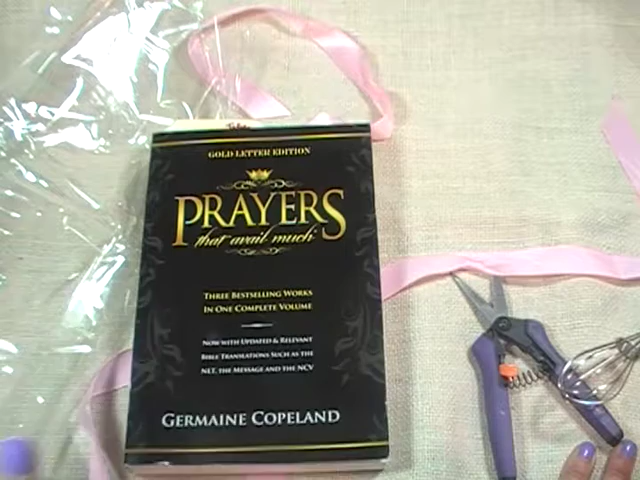 GOLD LETTER EDITION
PRAYERS
that avail much
THREE BESTSELLING WORKS
IN ONE COMPLETE VOLUME
NOW WITH UPDATED & RELEVANT
BIBLE TRANSLATIONS SUCH AS THE
NLT, THE MESSAGE AND THE NCV
GERMAINE COPELAND